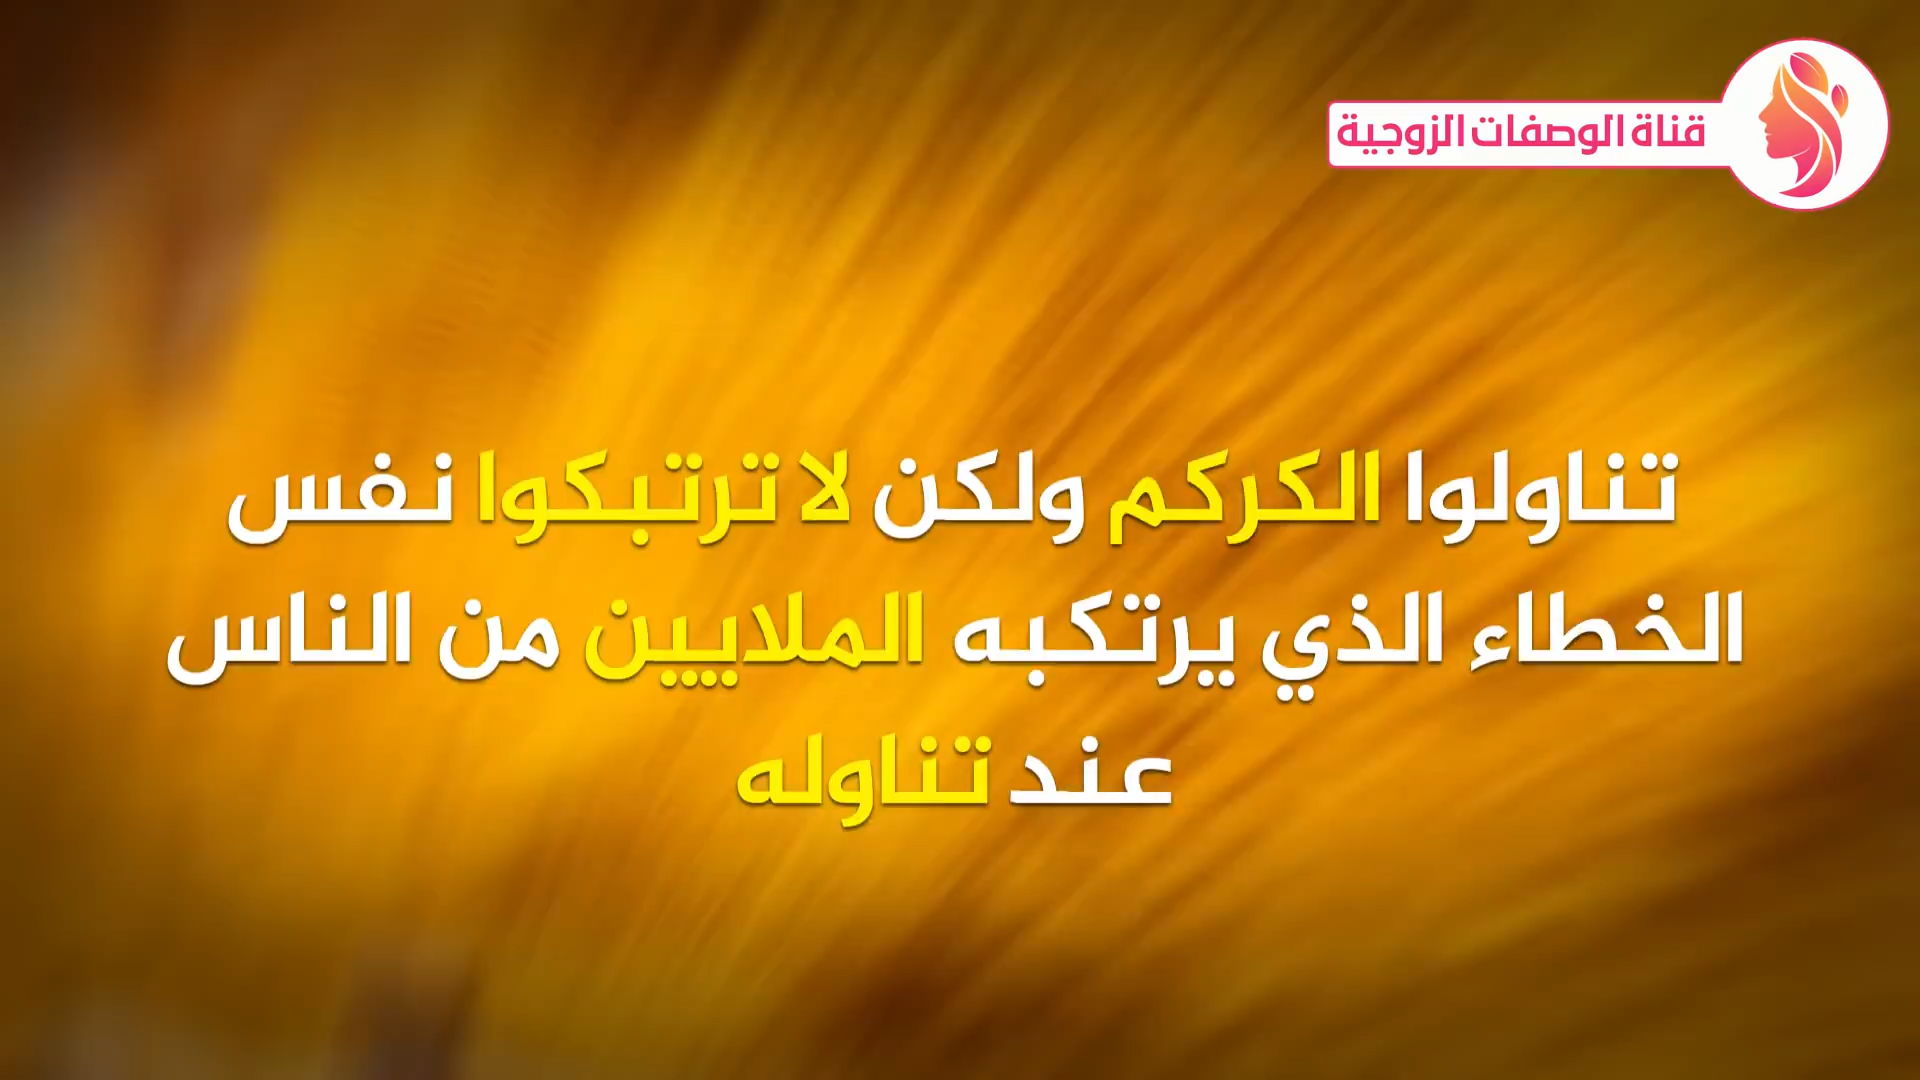 قناة الوصفات الزوجية
تناولوا الكركم ولكن لا ترتبكوا نفس
الخطاء الذي يرتكبه الملايين من الناس
عند تناوله